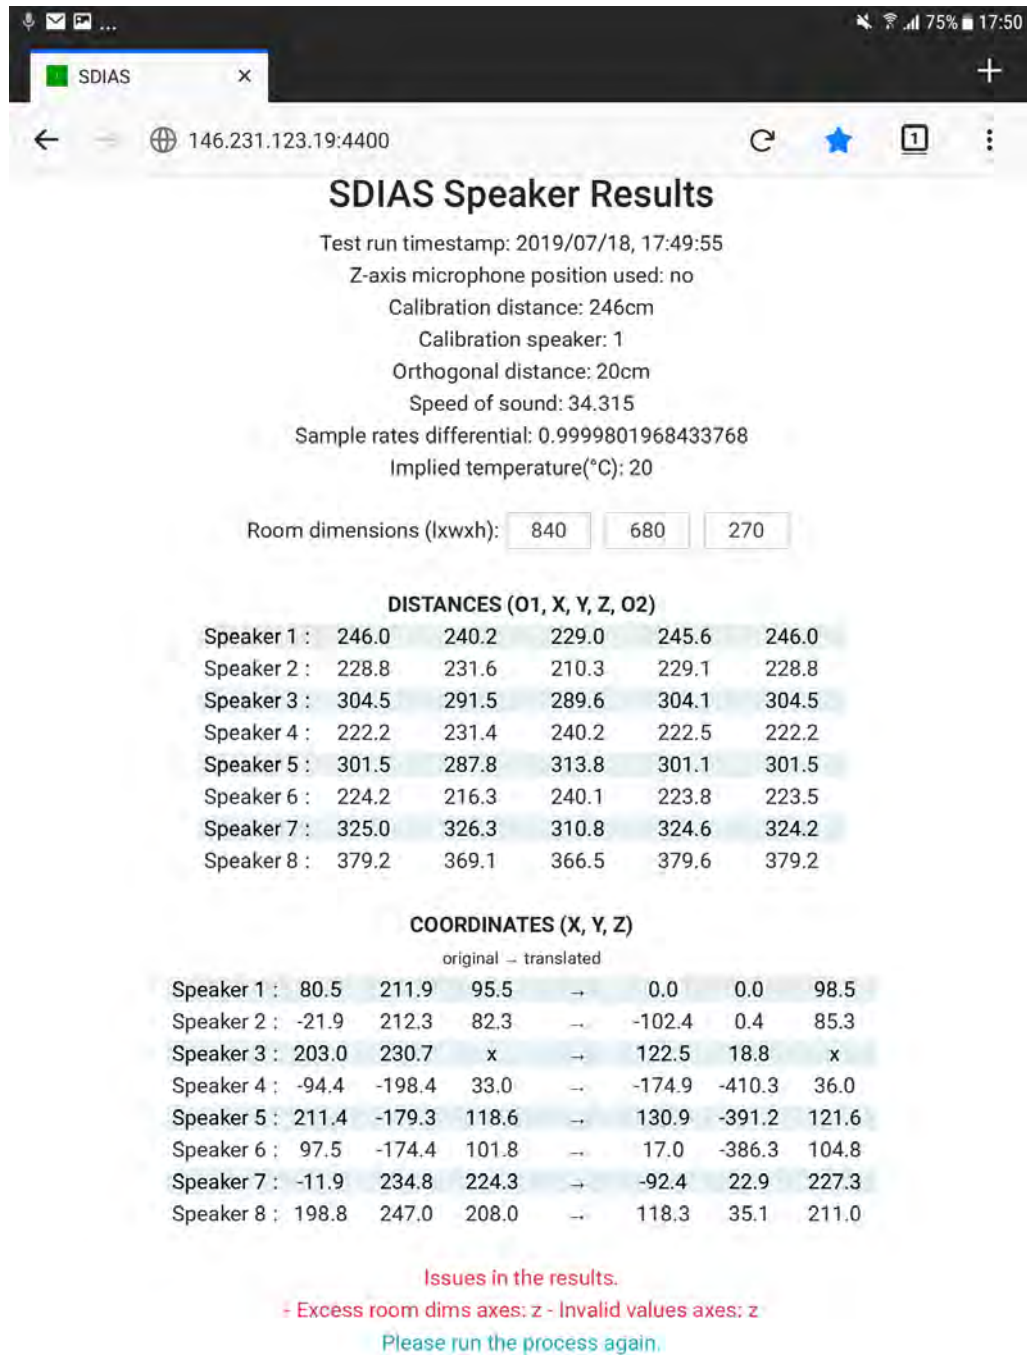 ... 75% 17:50
SDIAS ×
146.231.123.19:4400 1
SDIAS Speaker Results
Test run timestamp: 2019/07/18, 17:49:55
Z-axis microphone position used: no
Calibration distance: 246cm
Calibration speaker: 1
Orthogonal distance: 20cm
Speed of sound: 34.315
Sample rates differential: 0.9999801968433768
Implied temperature(°C): 20
Room dimensions (lxwxh): 840 680 270
DISTANCES (O1, X, Y, Z, O2)
Speaker 1 : 246.0 240.2 229.0 245.6 246.0
Speaker 2 : 228.8 231.6 210.3 229.1 228.8
Speaker 3 : 304.5 291.5 289.6 304.1 304.5
Speaker 4 : 222.2 231.4 240.2 222.5 222.2
Speaker 5 : 301.5 287.8 313.8 301.1 301.5
Speaker 6 : 224.2 216.3 240.1 223.8 223.5
Speaker 7 : 325.0 326.3 310.8 324.6 324.2
Speaker 8 : 379.2 369.1 366.5 379.6 379.2
COORDINATES (X, Y, Z)
original → translated
Speaker 1 : 80.5 211.9 95.5 → 0.0 0.0 98.5
Speaker 2 : -21.9 212.3 82.3 → -102.4 0.4 85.3
Speaker 3 : 203.0 230.7 x → 122.5 18.8 x
Speaker 4 : -94.4 -198.4 33.0 → -174.9 -410.3 36.0
Speaker 5 : 211.4 -179.3 118.6 → 130.9 -391.2 121.6
Speaker 6 : 97.5 -174.4 101.8 → 17.0 -386.3 104.8
Speaker 7 : -11.9 234.8 224.3 → -92.4 22.9 227.3
Speaker 8 : 198.8 247.0 208.0 → 118.3 35.1 211.0
Issues in the results.
- Excess room dims axes: z - Invalid values axes: z
Please run the process again.